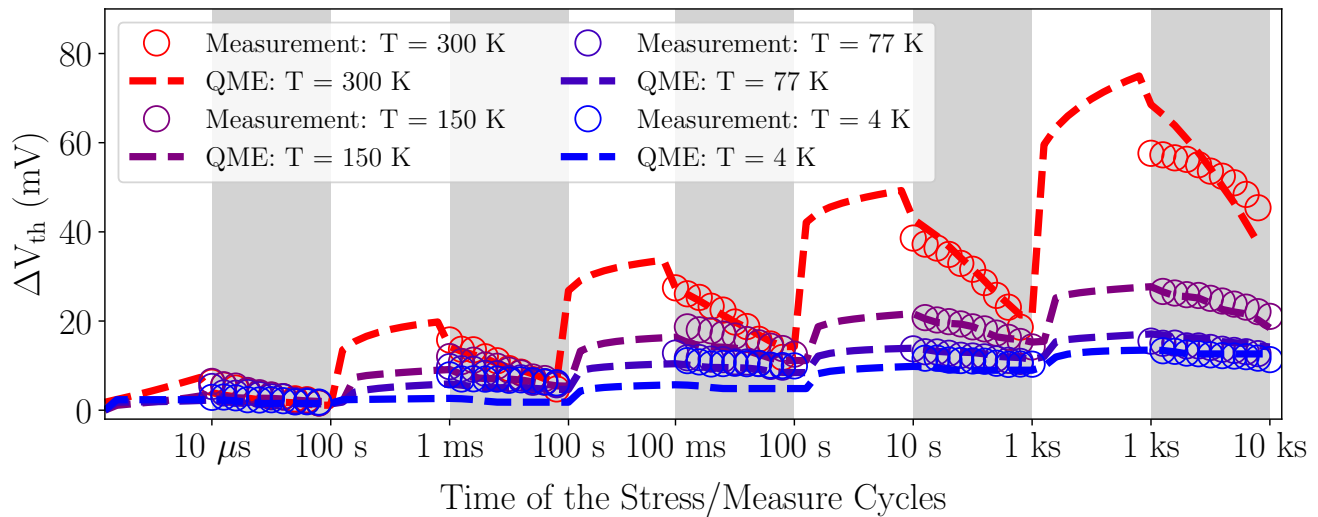 80
60
40
20
0
ΔV_th (mV)
Measurement: T = 300 K
QME: T = 300 K
Measurement: T = 150 K
QME: T = 150 K
Measurement: T = 77 K
QME: T = 77 K
Measurement: T = 4 K
QME: T = 4 K
10 μs 100 s 1 ms 100 s 100 ms 100 s 10 s 1 ks 1 ks 10 ks
Time of the Stress/Measure Cycles